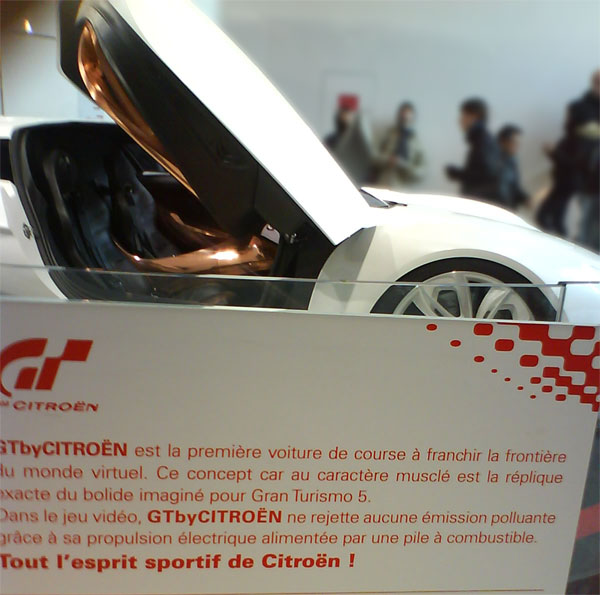 GT
BY CITROËN
GTbyCITROËN est la première voiture de course à franchir la frontière
du monde virtuel. Ce concept car au caractère musclé est la réplique
exacte du bolide imaginé pour Gran Turismo 5.
Dans le jeu vidéo, GTbyCITROËN ne rejette aucune émission polluante
grâce à sa propulsion électrique alimentée par une pile à combustible.
Tout l'esprit sportif de Citroën !